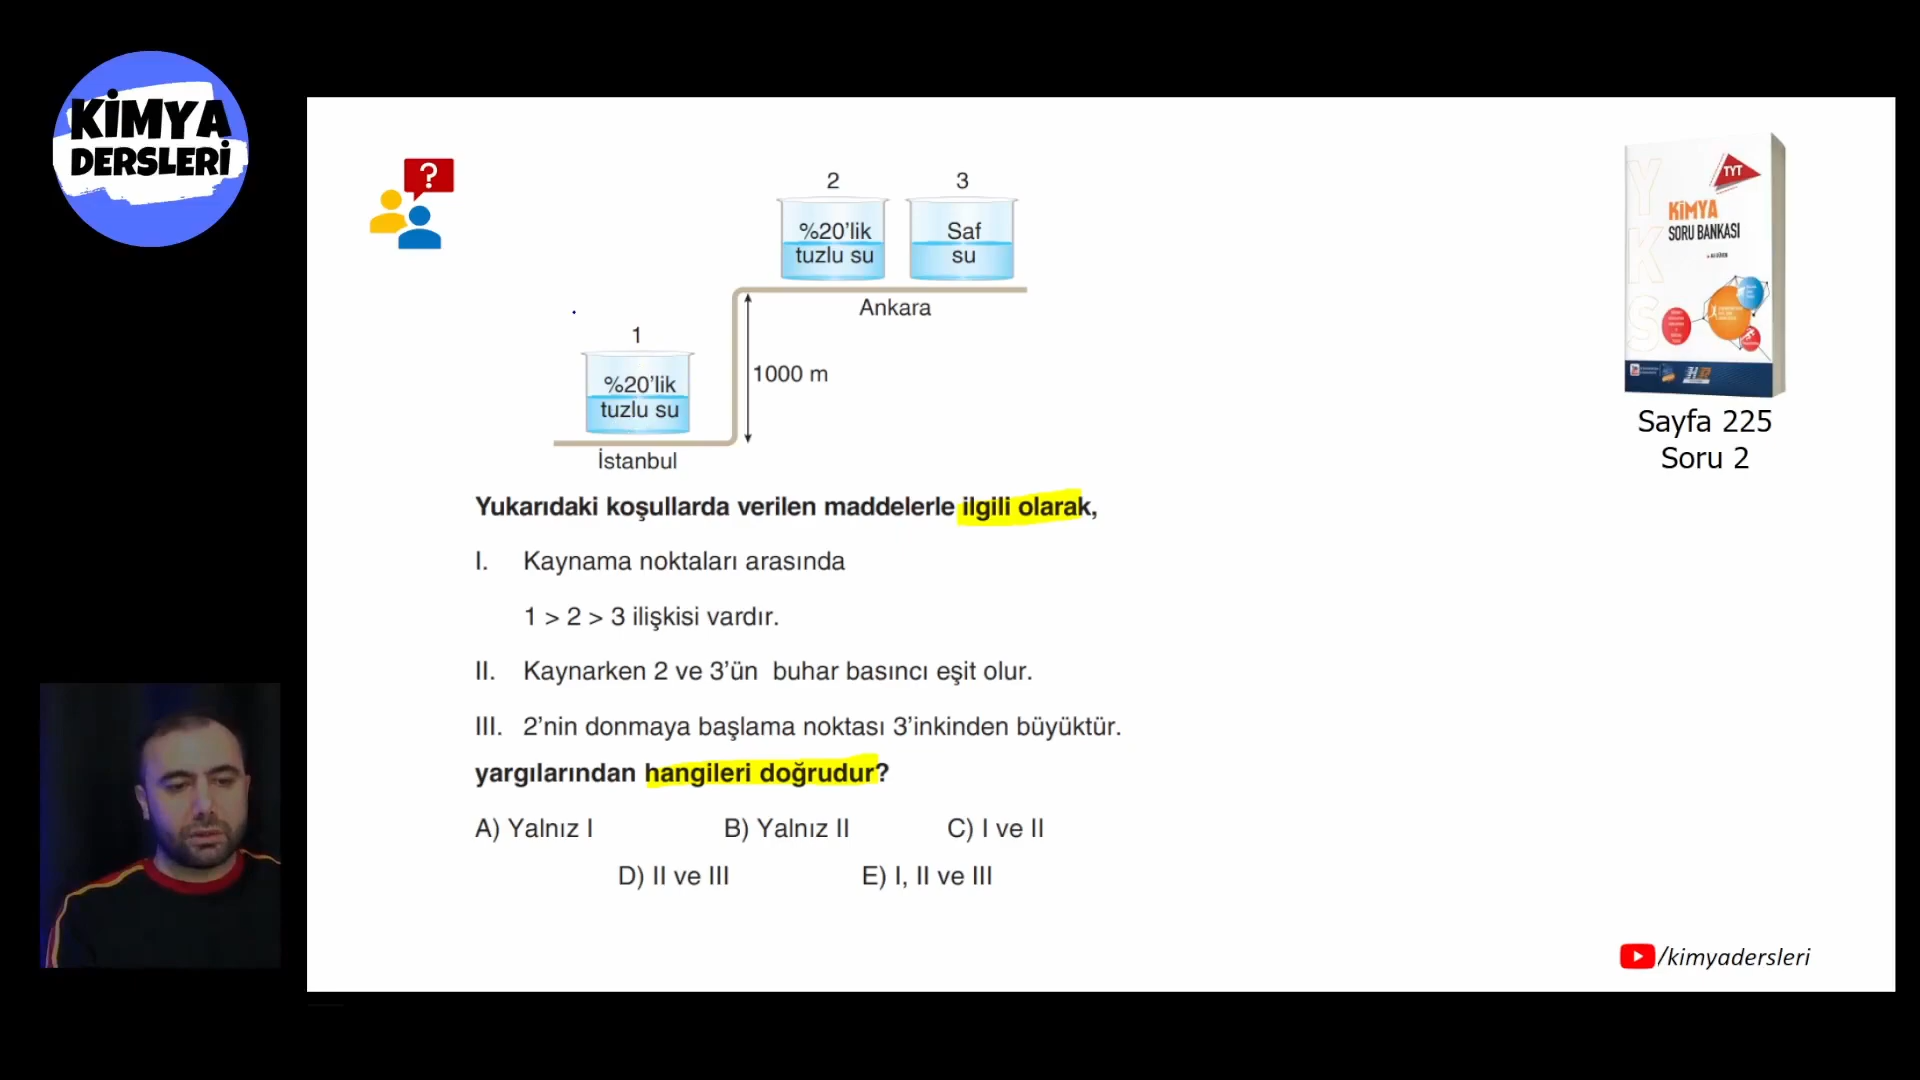 KİMYA
DERSLERİ
?
2
3
%20'lik
tuzlu su
Saf
su
Ankara
1
%20'lik
tuzlu su
1000 m
İstanbul
TYT
YKS
KİMYA
SORU BANKASI
Sayfa 225
Soru 2
Yukarıdaki koşullarda verilen maddelerle ilgili olarak,
I. Kaynama noktaları arasında
1 > 2 > 3 ilişkisi vardır.
II. Kaynarken 2 ve 3'ün buhar basıncı eşit olur.
III. 2'nin donmaya başlama noktası 3'inkinden büyüktür.
yargılarından hangileri doğrudur?
A) Yalnız I B) Yalnız II C) I ve II
D) II ve III E) I, II ve III
/kimyadersleri